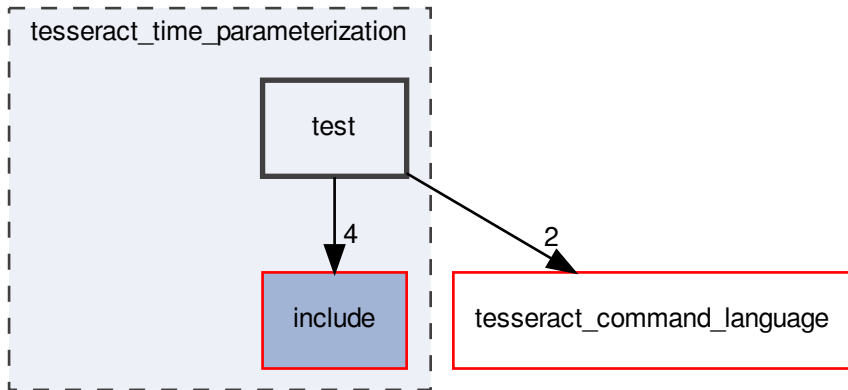 tesseract_time_parameterization
test
4
2
include
tesseract_command_language